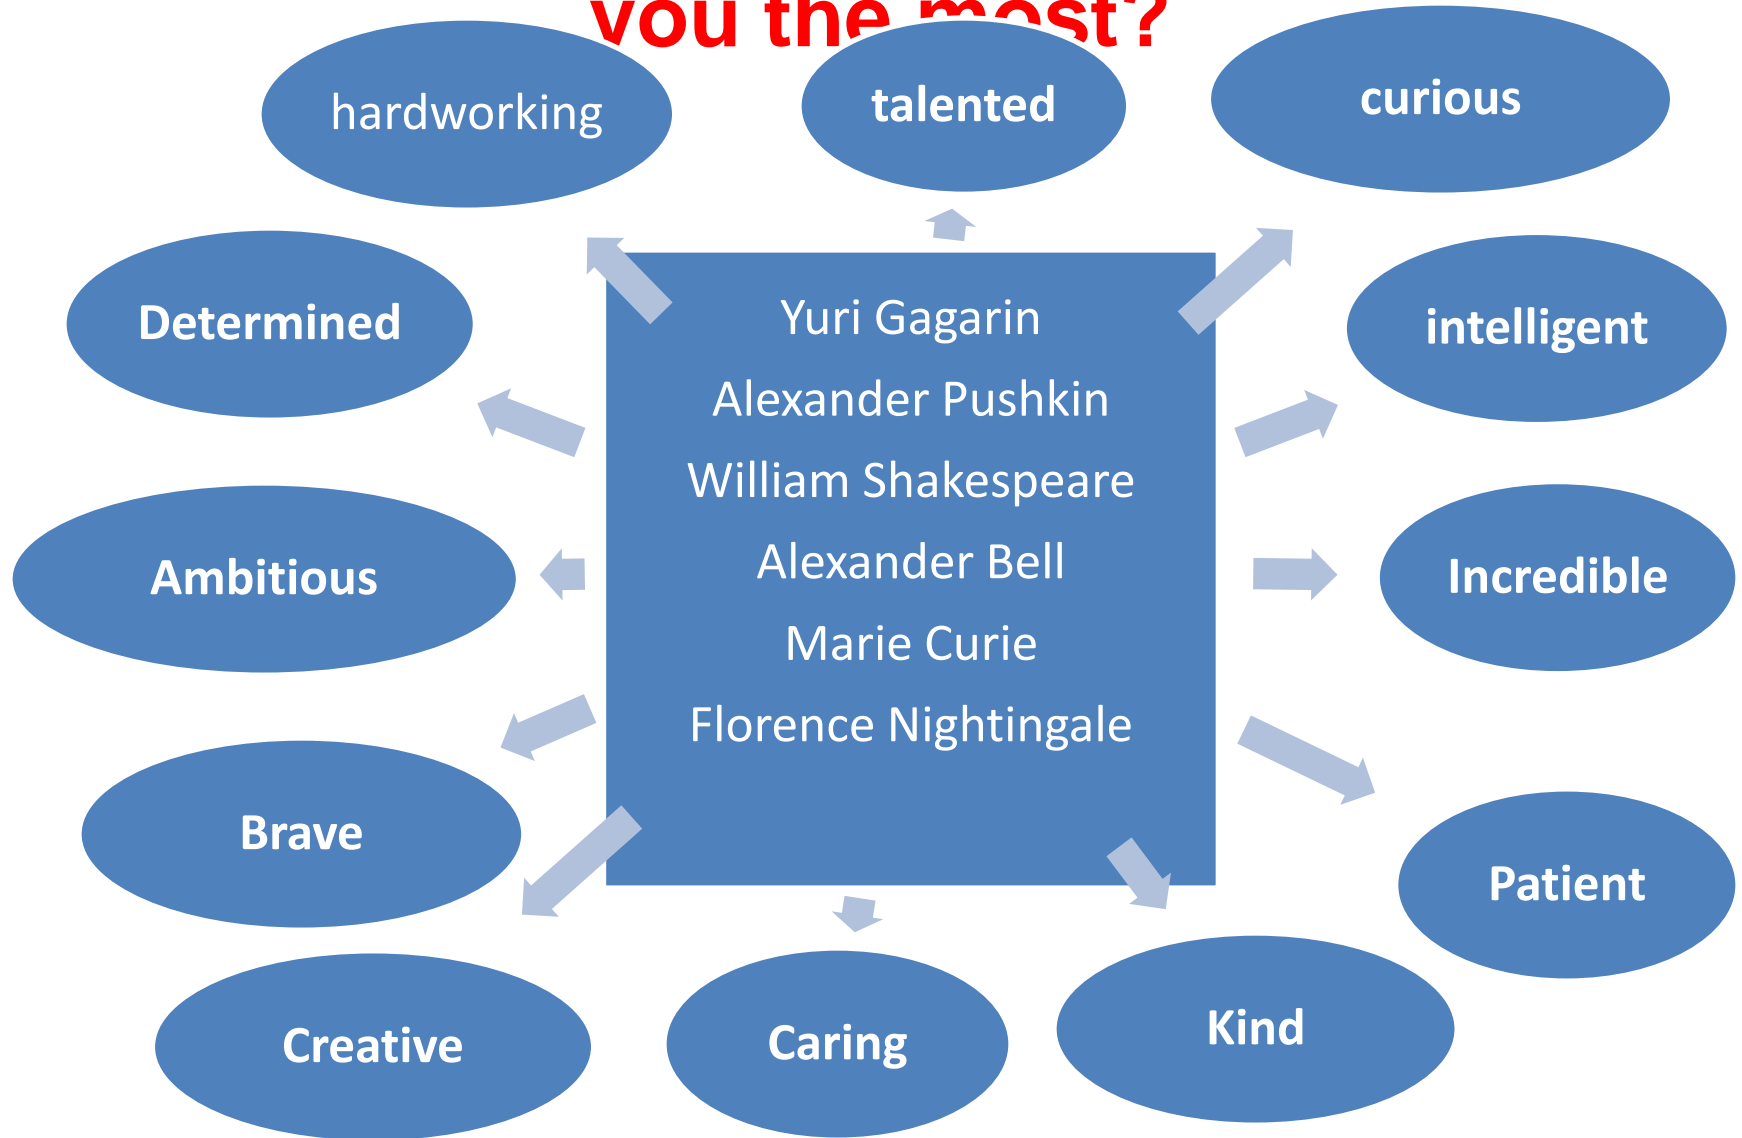 you the most?
hardworking
talented
curious
Determined
intelligent
Ambitious
Incredible
Brave
Patient
Creative
Caring
Kind
Yuri Gagarin
Alexander Pushkin
William Shakespeare
Alexander Bell
Marie Curie
Florence Nightingale